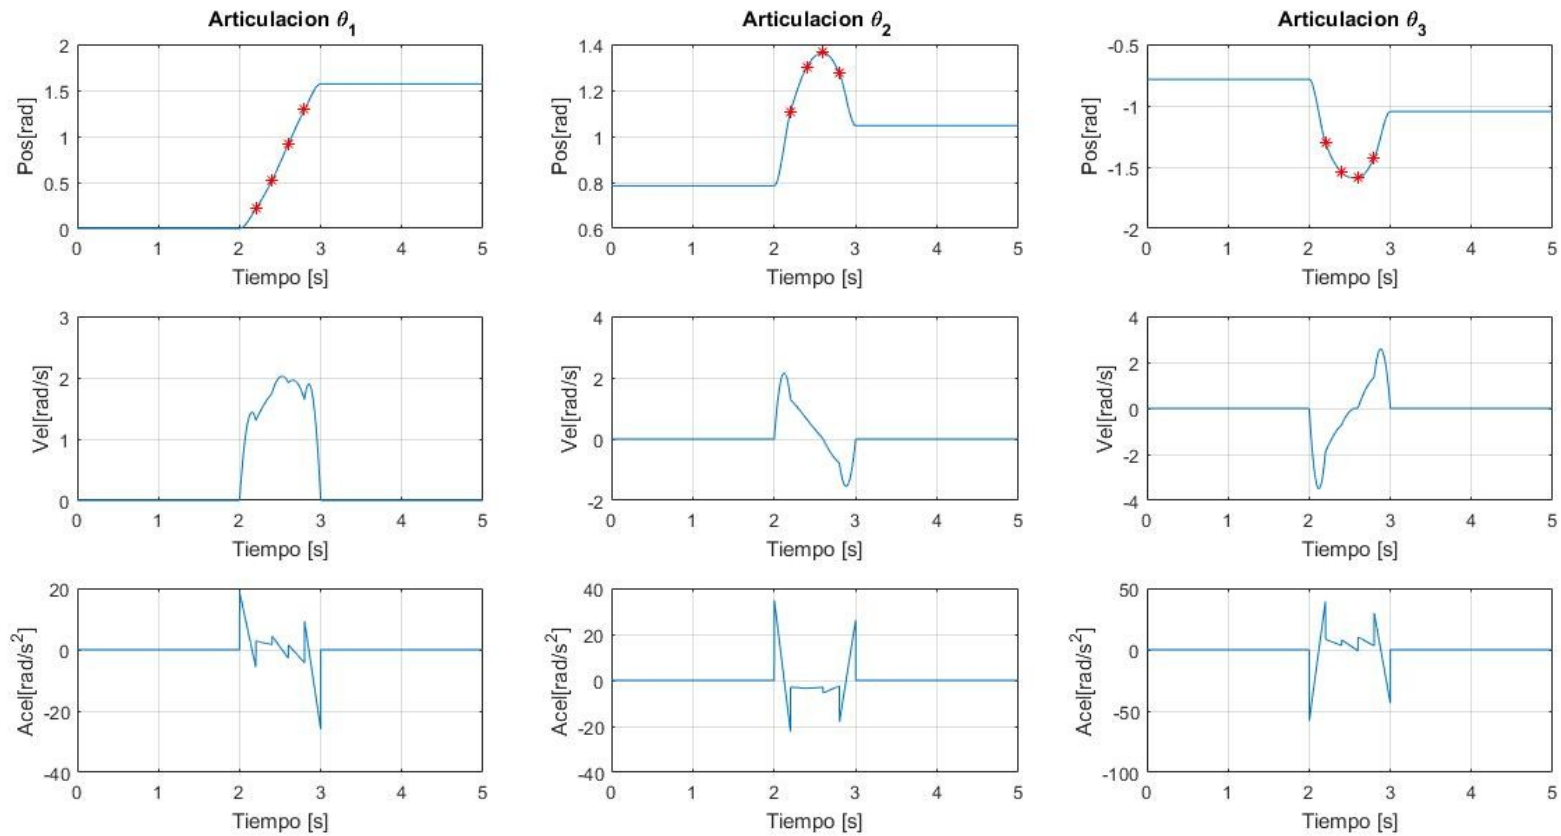 Articulacion θ1
Articulacion θ2
Articulacion θ3
2
1.5
1
0.5
0
Pos[rad]
0 1 2 3 4 5
Tiempo [s]
1.4
1.2
1
0.8
0.6
Pos[rad]
0 1 2 3 4 5
Tiempo [s]
-0.5
-1
-1.5
-2
Pos[rad]
0 1 2 3 4 5
Tiempo [s]
3
2
1
0
Vel[rad/s]
0 1 2 3 4 5
Tiempo [s]
4
2
0
-2
Vel[rad/s]
0 1 2 3 4 5
Tiempo [s]
4
2
0
-2
-4
Vel[rad/s]
0 1 2 3 4 5
Tiempo [s]
20
0
-20
-40
Acel[rad/s²]
0 1 2 3 4 5
Tiempo [s]
40
20
0
-20
-40
Acel[rad/s²]
0 1 2 3 4 5
Tiempo [s]
50
0
-50
-100
Acel[rad/s²]
0 1 2 3 4 5
Tiempo [s]